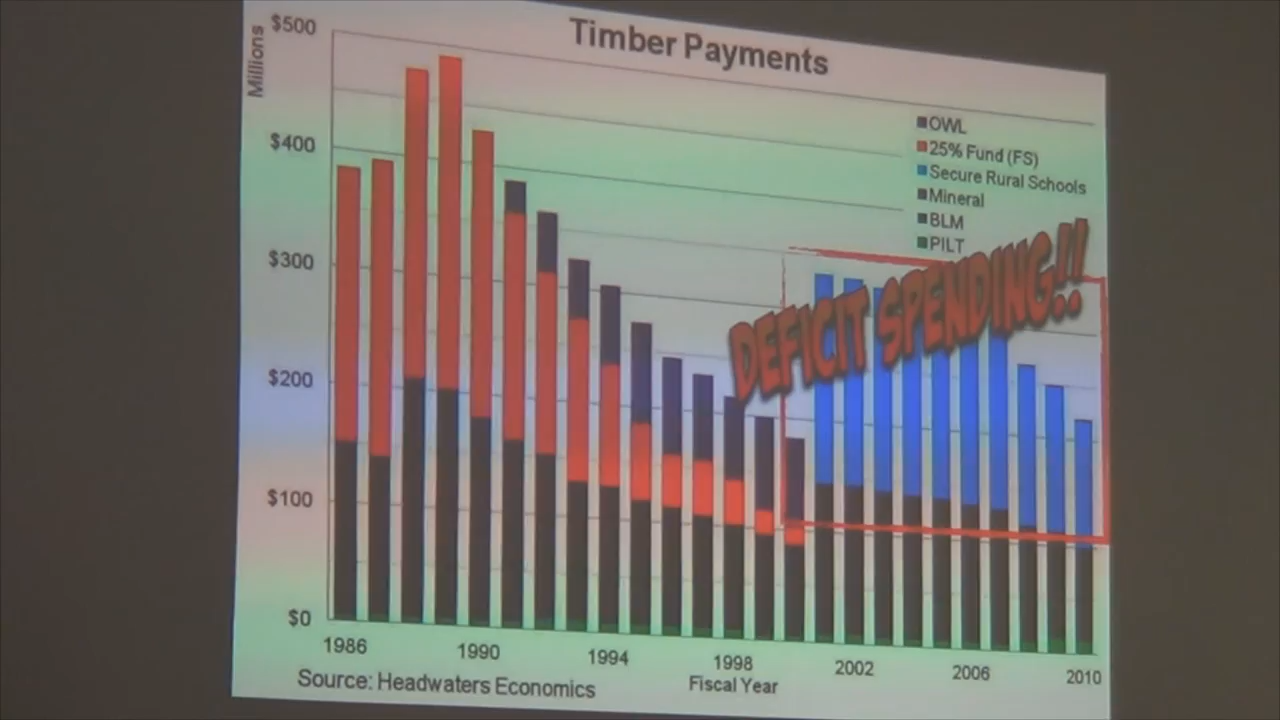 Timber Payments
Millions
$500
$400
$300
$200
$100
$0
OWL
25% Fund (FS)
Secure Rural Schools
Mineral
BLM
PILT
DEFICIT SPENDING!!
1986
1990
1994
1998
2002
2006
2010
Fiscal Year
Source: Headwaters Economics